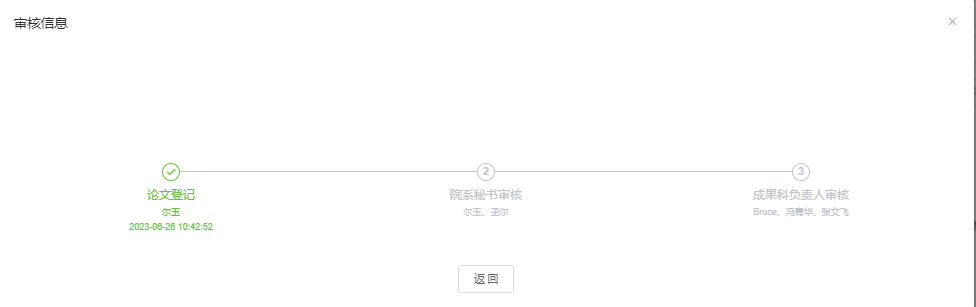 审核信息
×
2
3
论文登记
院系秘书审核
成果科负责人审核
尔玉
尔玉、圣尔
Bruce、冯青华、张文飞
2023-06-26 10:42:52
返回